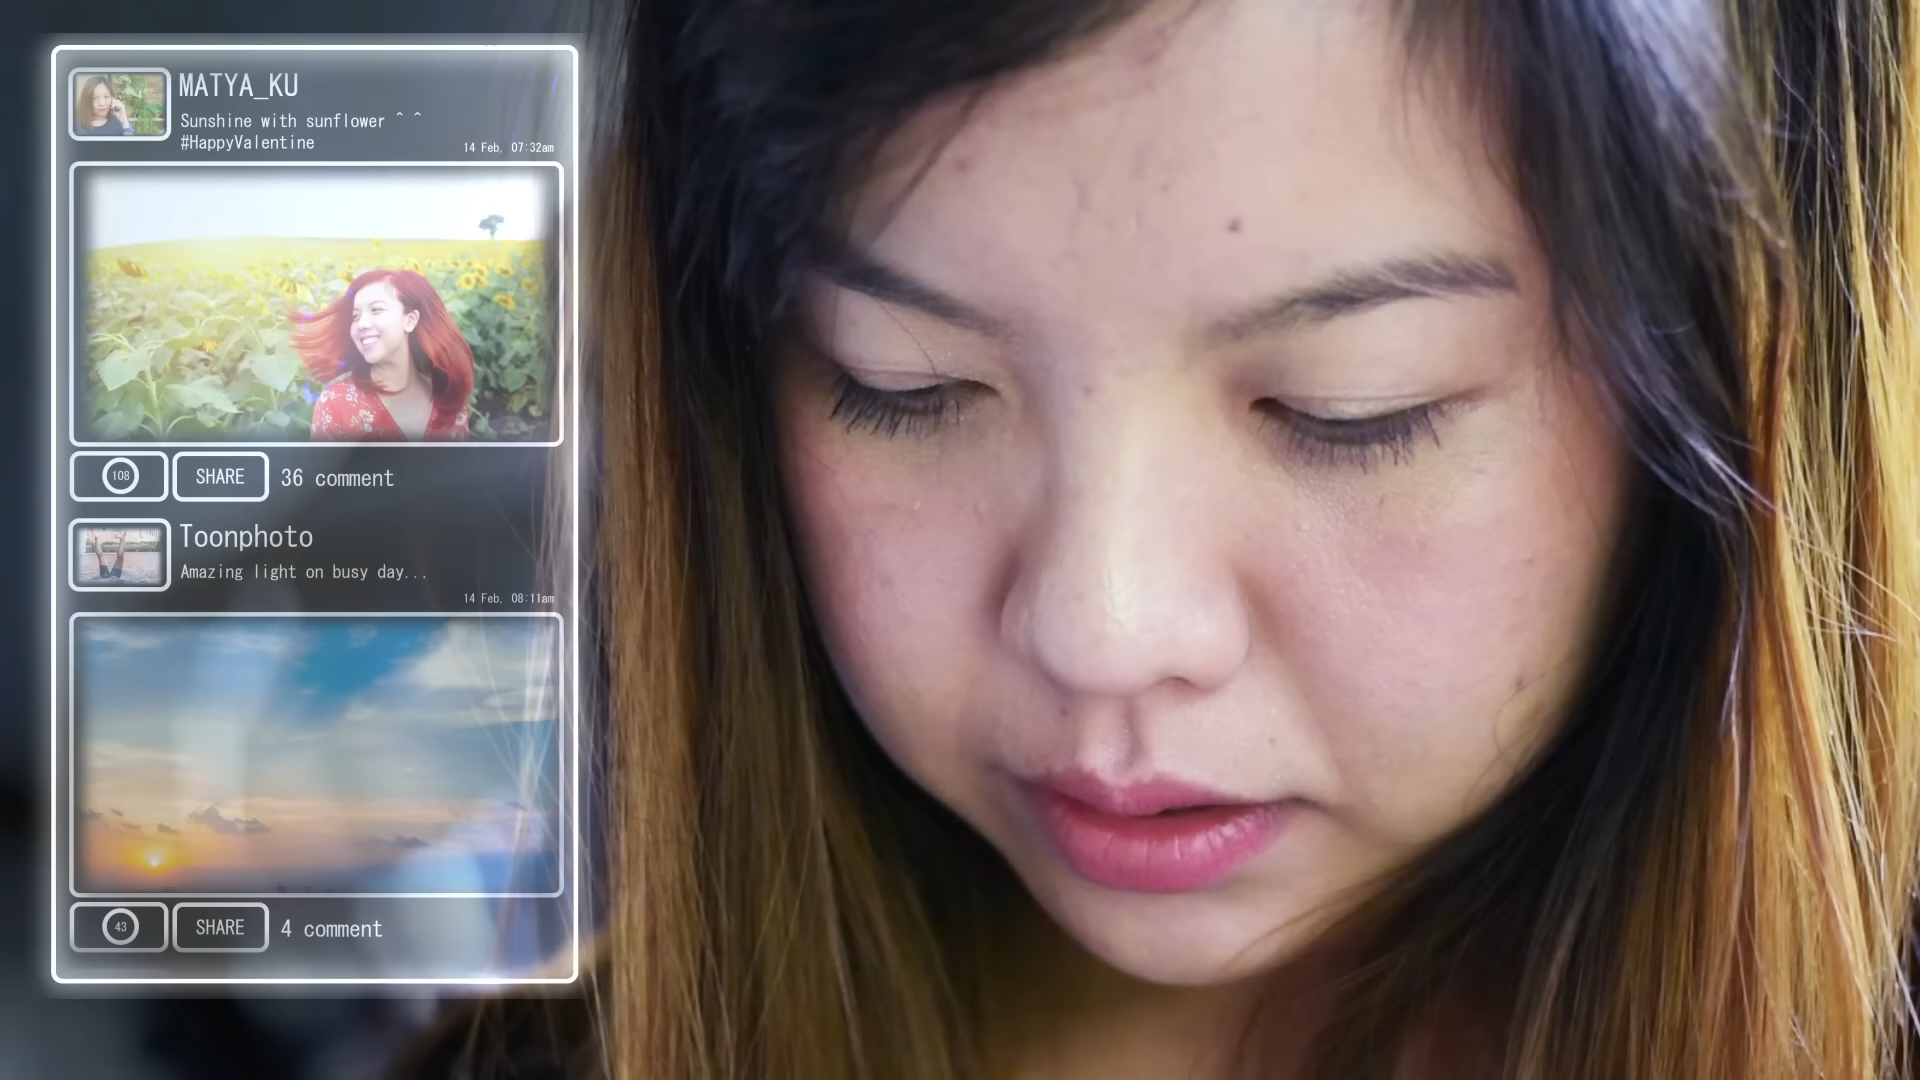 MATYA_KU
Sunshine with sunflower ^ ^
#HappyValentine
14 Feb, 07:32am
108
SHARE
36 comment
Toonphoto
Amazing light on busy day...
14 Feb, 08:11am
43
SHARE
4 comment